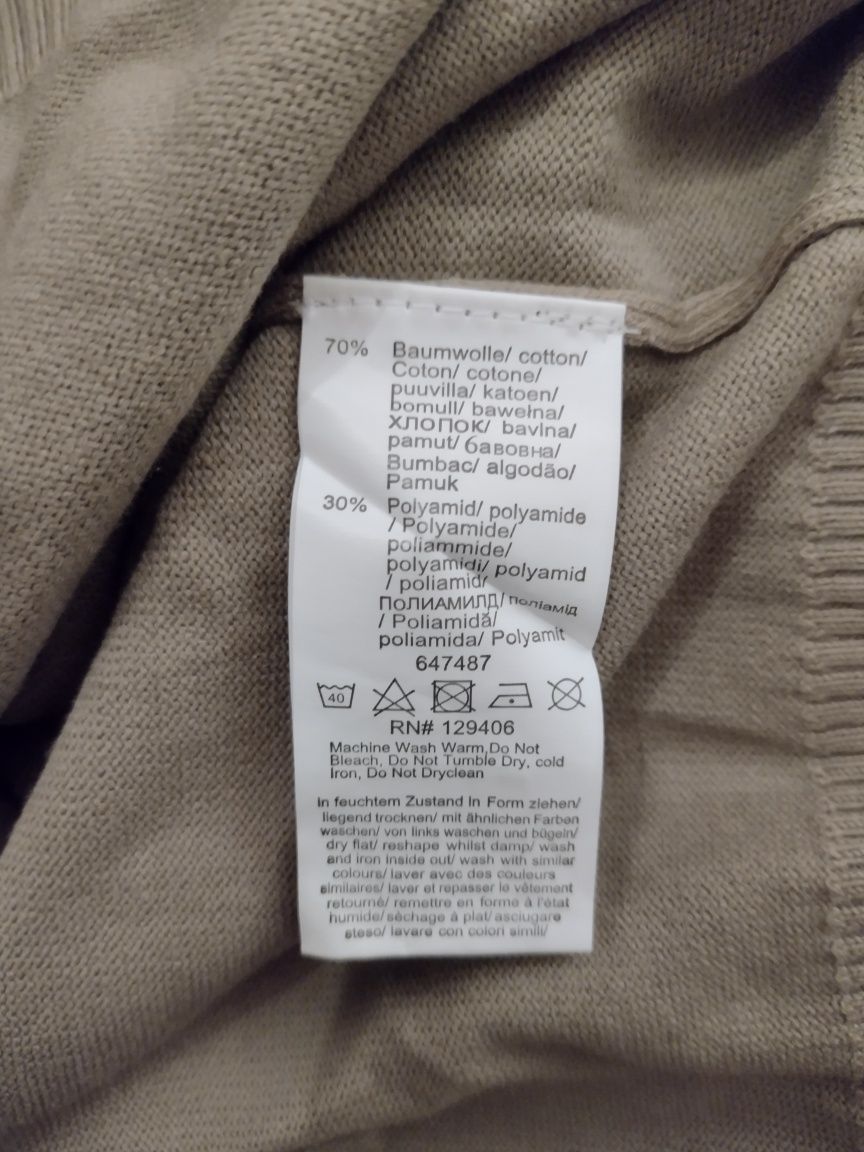 70% Baumwolle/ cotton/
Coton/ cotone/
puuvilla/ katoen/
bomull/ bawełna/
ХЛОПОК/ bavlna/
pamut/ бавовна/
Bumbac/ algodão/
Pamuk
30% Polyamid/ polyamide
/ Polyamide/
poliammide/
polyamidi/ polyamid
/ poliamid/
ПОЛИАМИЛД/ поліамід
/ Poliamidă/
poliamida/ Polyamit
647487
40
RN# 129406
Machine Wash Warm,Do Not
Bleach, Do Not Tumble Dry, cold
Iron, Do Not Dryclean
In feuchtem Zustand In Form ziehen/
liegend trocknen/ mit ähnlichen Farben
waschen/ von links waschen und bügeln/
dry flat/ reshape whilst damp/ wash
and iron inside out/ wash with similar
colours/ laver avec des couleurs
similaires/ laver et repasser le vêtement
retourné/ remettre en forme à l'état
humide/ séchage à plat/ asciugare
steso/ lavare con colori simili/